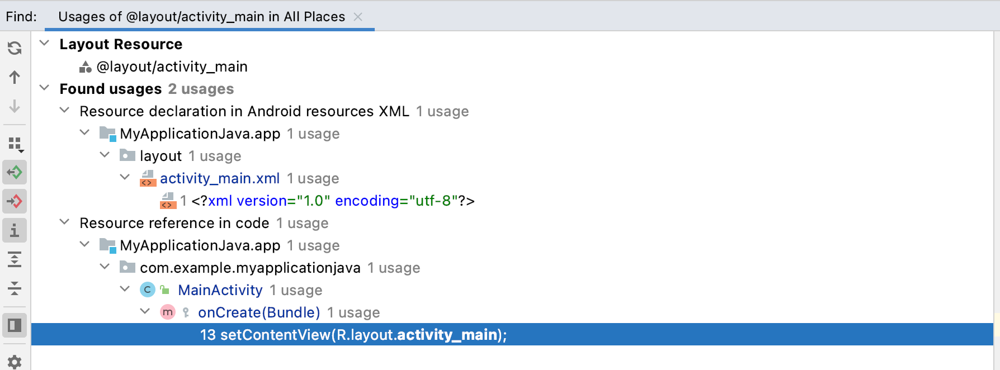 Find: Usages of @layout/activity_main in All Places
Layout Resource
@layout/activity_main
Found usages 2 usages
Resource declaration in Android resources XML 1 usage
MyApplicationJava.app 1 usage
layout 1 usage
activity_main.xml 1 usage
1 <?xml version="1.0" encoding="utf-8"?>
Resource reference in code 1 usage
MyApplicationJava.app 1 usage
com.example.myapplicationjava 1 usage
C MainActivity 1 usage
m onCreate(Bundle) 1 usage
13 setContentView(R.layout.activity_main);